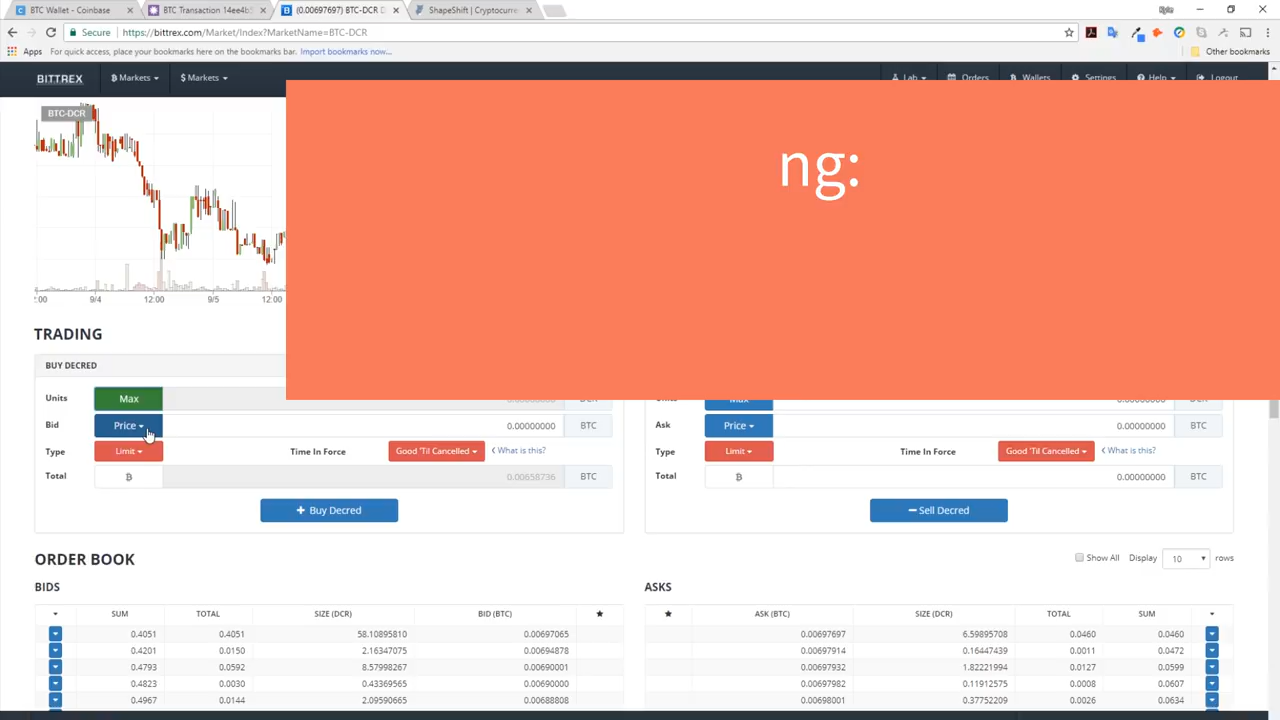 BTC Wallet - Coinbase
BTC Transaction 14ee4b5
(0.00697697) BTC-DCR D
ShapeShift | Cryptocurre
Secure
https://bittrex.com/Market/Index?MarketName=BTC-DCR
Apps
For quick access, place your bookmarks here on the bookmarks bar.
Import bookmarks now...
Other bookmarks
BITTREX
Ƀ Markets
$ Markets
Lab
Orders
Wallets
Settings
Help
Logout
BTC-DCR
ng:
:00 9/4 12:00 9/5 12:00
TRADING
BUY DECRED
Units Max
Bid Price 0.00000000 BTC
Type Limit Time In Force Good 'Til Cancelled What is this?
Total Ƀ 0.00658736 BTC
+ Buy Decred
Max
Ask Price 0.00000000 BTC
Type Limit Time In Force Good 'Til Cancelled What is this?
Total Ƀ 0.00000000 BTC
− Sell Decred
ORDER BOOK
Show All Display 10 rows
BIDS
SUM TOTAL SIZE (DCR) BID (BTC)
0.4051 0.4051 58.10895810 0.00697065
0.4201 0.0150 2.16347075 0.00694878
0.4793 0.0592 8.57998267 0.00690001
0.4823 0.0030 0.43369565 0.00690000
0.4967 0.0144 2.09590665 0.00688808
ASKS
ASK (BTC) SIZE (DCR) TOTAL SUM
0.00697697 6.59895708 0.0460 0.0460
0.00697914 0.16447439 0.0011 0.0472
0.00697932 1.82221994 0.0127 0.0599
0.00697982 0.11912575 0.0008 0.0607
0.00698001 0.37752209 0.0026 0.0634